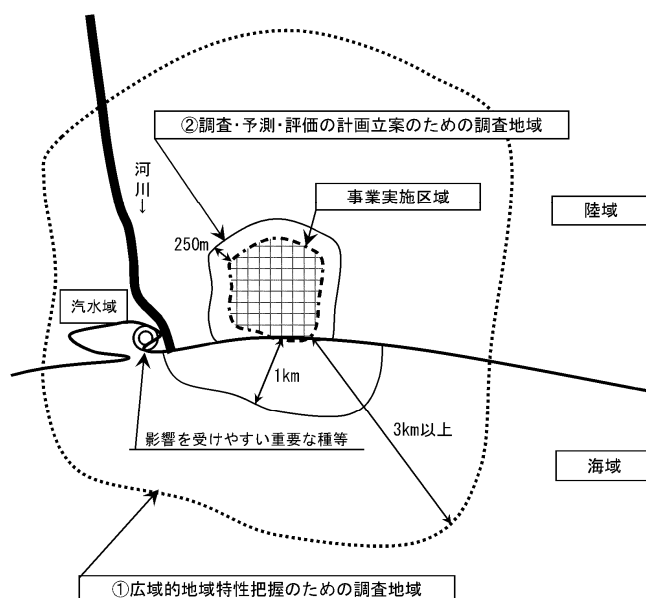 ②調査・予測・評価の計画立案のための調査地域
河川→
事業実施区域
陸域
250m
汽水域
1km
3km以上
影響を受けやすい重要な種等
海域
①広域的地域特性把握のための調査地域